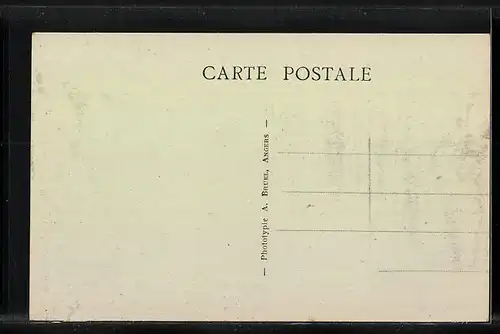 CARTE POSTALE
— Phototypie A. BRUEL, ANGERS —